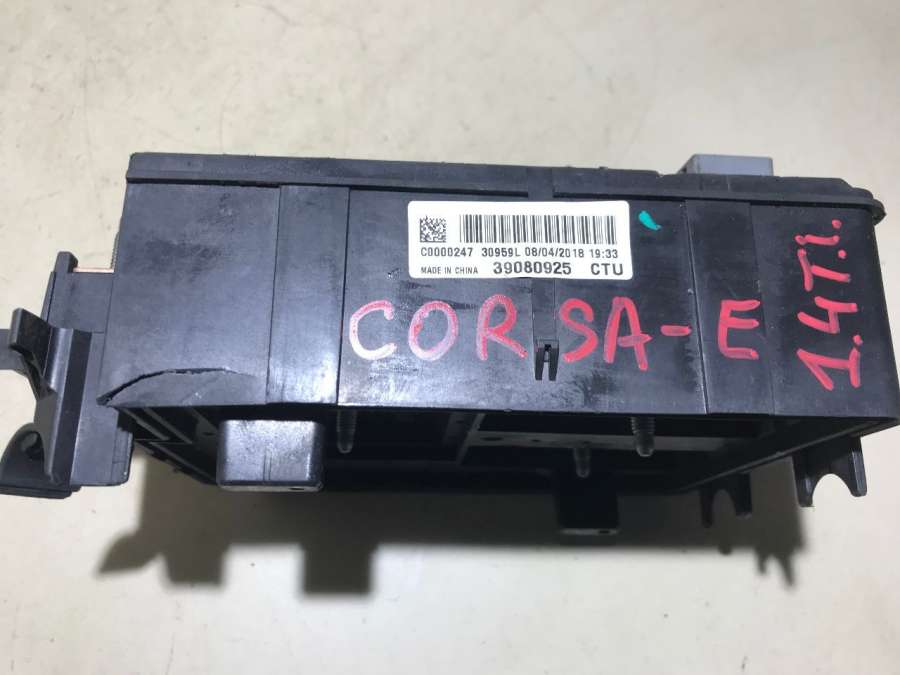 C0000247 30959L 08/04/2018 19:33
MADE IN CHINA 39080925 CTU
CORSA-E
1.4T.i.